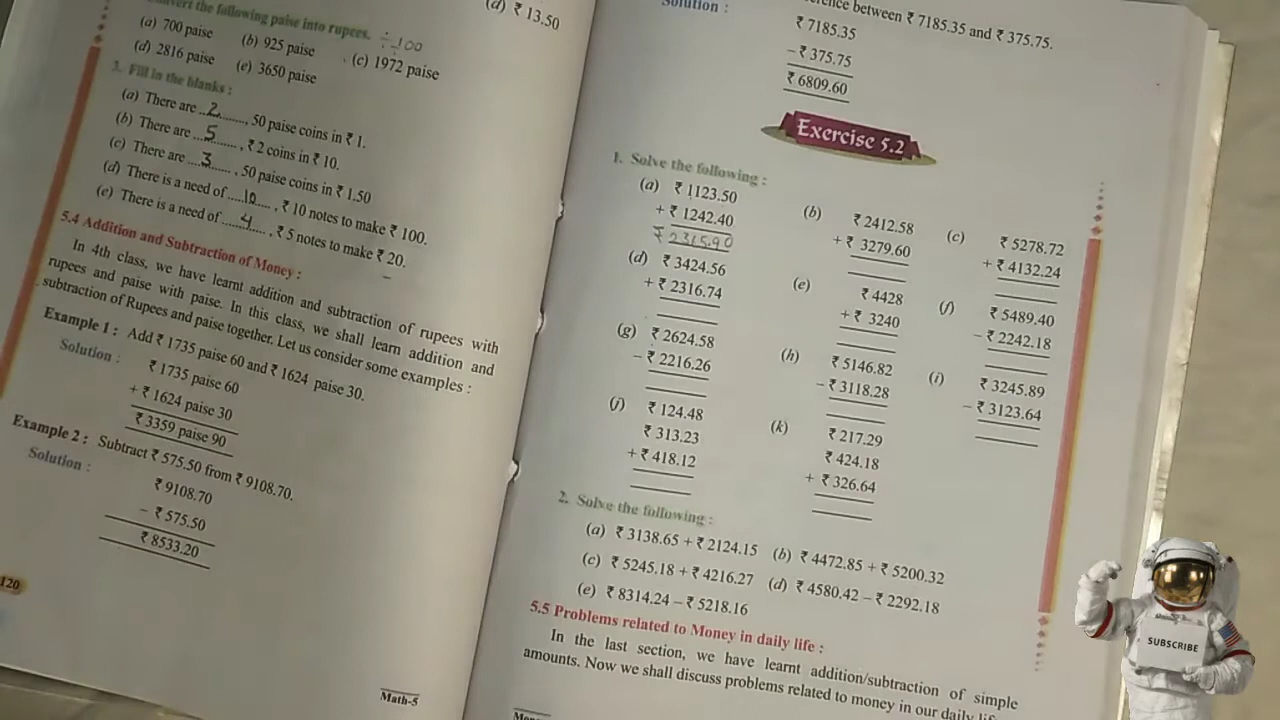 (d) ₹ 13.50
the following paise into rupees. ÷100
(a) 700 paise (b) 925 paise (c) 1972 paise
(d) 2816 paise (e) 3650 paise
3. Fill in the blanks :
(a) There are ..2......., 50 paise coins in ₹ 1.
(b) There are ...5......, ₹ 2 coins in ₹ 10.
(c) There are ....3....., 50 paise coins in ₹ 1.50
(d) There is a need of .....10...., ₹ 10 notes to make ₹ 100.
(e) There is a need of .....4......, ₹ 5 notes to make ₹ 20.
5.4 Addition and Subtraction of Money :
In 4th class, we have learnt addition and subtraction of rupees with
rupees and paise with paise. In this class, we shall learn addition and
subtraction of Rupees and paise together. Let us consider some examples :
Example 1 : Add ₹ 1735 paise 60 and ₹ 1624 paise 30.
Solution : ₹ 1735 paise 60
+ ₹ 1624 paise 30
₹ 3359 paise 90
Example 2 : Subtract ₹ 575.50 from ₹ 9108.70.
Solution : ₹ 9108.70
– ₹ 575.50
₹ 8533.20
120
Math-5
between ₹ 7185.35 and ₹ 375.75.
Solution : ₹ 7185.35
– ₹ 375.75
₹ 6809.60
Exercise 5.2
1. Solve the following :
(a) ₹ 1123.50 (b) ₹ 2412.58 (c) ₹ 5278.72
+ ₹ 1242.40 + ₹ 3279.60 + ₹ 4132.24
₹ 2315.90
(d) ₹ 3424.56 (e) ₹ 4428 (f) ₹ 5489.40
+ ₹ 2316.74 + ₹ 3240 – ₹ 2242.18
(g) ₹ 2624.58 (h) ₹ 5146.82 (i) ₹ 3245.89
– ₹ 2216.26 – ₹ 3118.28 – ₹ 3123.64
(j) ₹ 124.48 (k) ₹ 217.29
₹ 313.23 ₹ 424.18
+ ₹ 418.12 + ₹ 326.64
2. Solve the following :
(a) ₹ 3138.65 + ₹ 2124.15 (b) ₹ 4472.85 + ₹ 5200.32
(c) ₹ 5245.18 + ₹ 4216.27 (d) ₹ 4580.42 – ₹ 2292.18
(e) ₹ 8314.24 – ₹ 5218.16
5.5 Problems related to Money in daily life :
In the last section, we have learnt addition/subtraction of simple
amounts. Now we shall discuss problems related to money in our daily
SUBSCRIBE